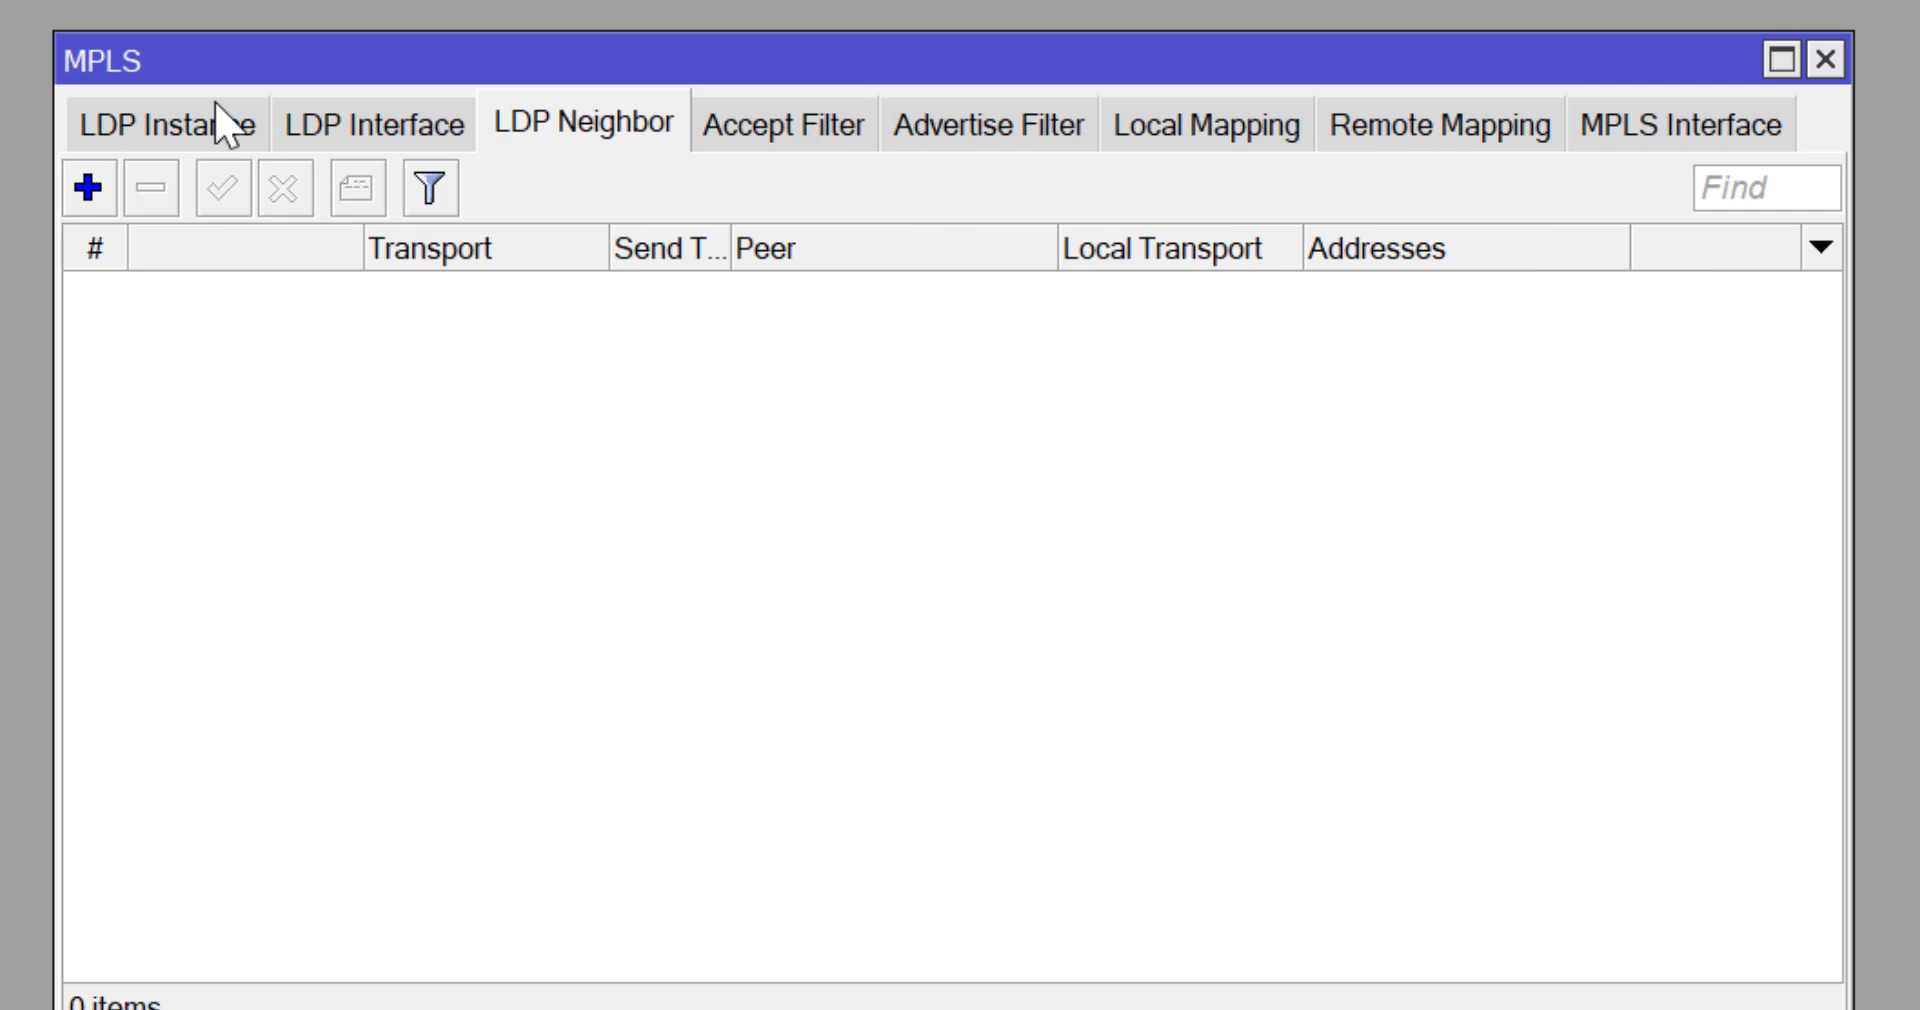 MPLS
LDP Instance LDP Interface LDP Neighbor Accept Filter Advertise Filter Local Mapping Remote Mapping MPLS Interface
Find
# Transport Send T... Peer Local Transport Addresses
0 items